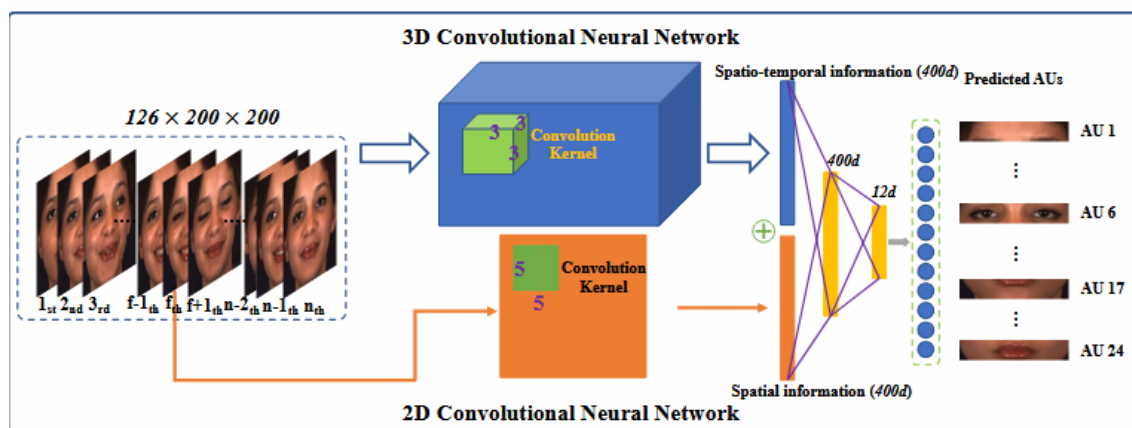 3D Convolutional Neural Network
Spatio-temporal information (400d)
Predicted AUs
126 × 200 × 200
3
3
3
Convolution
Kernel
400d
12d
AU 1
⋮
AU 6
⋮
AU 17
⋮
AU 24
+
5
5
Convolution
Kernel
1st 2nd 3rd f-1th fth f+1th n-2th n-1th nth
Spatial information (400d)
2D Convolutional Neural Network